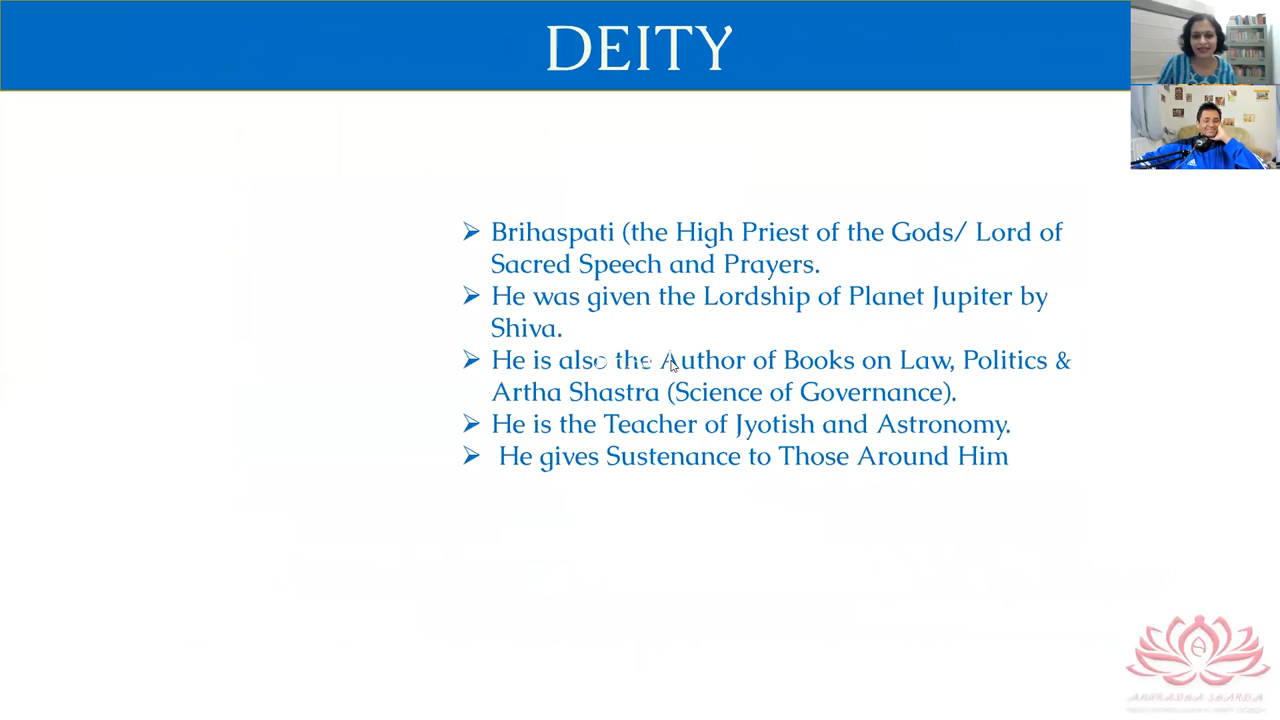 DEITY
➢ Brihaspati (the High Priest of the Gods/ Lord of
Sacred Speech and Prayers.
➢ He was given the Lordship of Planet Jupiter by
Shiva.
➢ He is also the Author of Books on Law, Politics &
Artha Shastra (Science of Governance).
➢ He is the Teacher of Jyotish and Astronomy.
➢ He gives Sustenance to Those Around Him
ANURADHA SHARDA